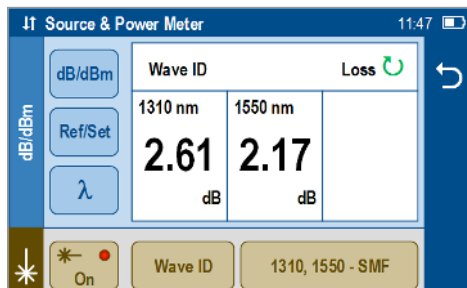 Source & Power Meter 11:47
dB/dBm
dB/dBm
Ref/Set
λ
Wave ID Loss
1310 nm 1550 nm
2.61 2.17
dB dB
On
Wave ID
1310, 1550 - SMF